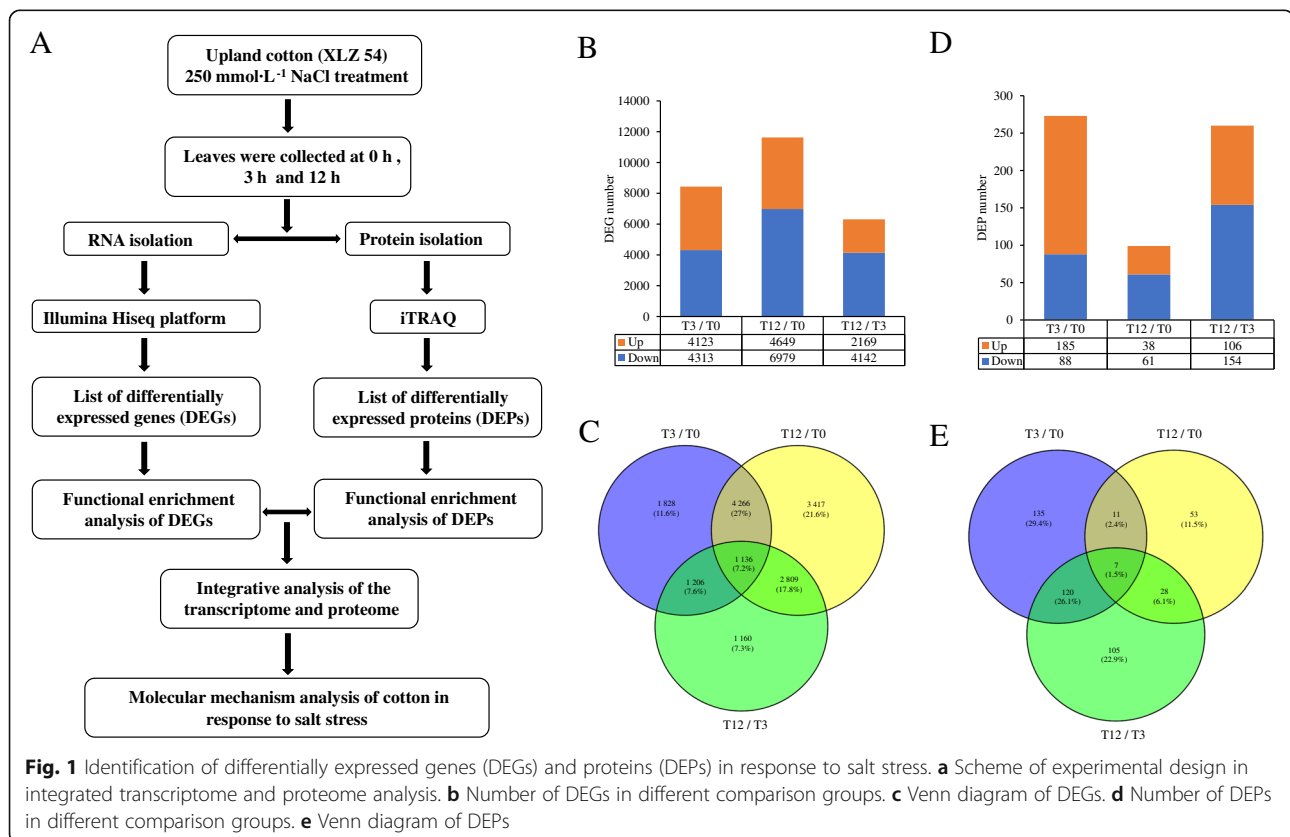 A
Upland cotton (XLZ 54)
250 mmol·L⁻¹ NaCl treatment
Leaves were collected at 0 h ,
3 h and 12 h
RNA isolation
Protein isolation
Illumina Hiseq platform
iTRAQ
List of differentially
expressed genes (DEGs)
List of differentially
expressed proteins (DEPs)
Functional enrichment
analysis of DEGs
Functional enrichment
analysis of DEPs
Integrative analysis of the
transcriptome and proteome
Molecular mechanism analysis of cotton in
response to salt stress
B
DEG number
14000
12000
10000
8000
6000
4000
2000
0
T3 / T0 T12 / T0 T12 / T3
Up 4123 4649 2169
Down 4313 6979 4142
C
T3 / T0
T12 / T0
1 828
(11.6%)
4 266
(27%)
3 417
(21.6%)
1 136
(7.2%)
1 206
(7.6%)
2 809
(17.8%)
1 160
(7.3%)
T12 / T3
D
DEP number
300
250
200
150
100
50
0
T3 / T0 T12 / T0 T12 / T3
Up 185 38 106
Down 88 61 154
E
T3 / T0
T12 / T0
135
(29.4%)
11
(2.4%)
53
(11.5%)
7
(1.5%)
120
(26.1%)
28
(6.1%)
105
(22.9%)
T12 / T3
Fig. 1 Identification of differentially expressed genes (DEGs) and proteins (DEPs) in response to salt stress. a Scheme of experimental design in
integrated transcriptome and proteome analysis. b Number of DEGs in different comparison groups. c Venn diagram of DEGs. d Number of DEPs
in different comparison groups. e Venn diagram of DEPs